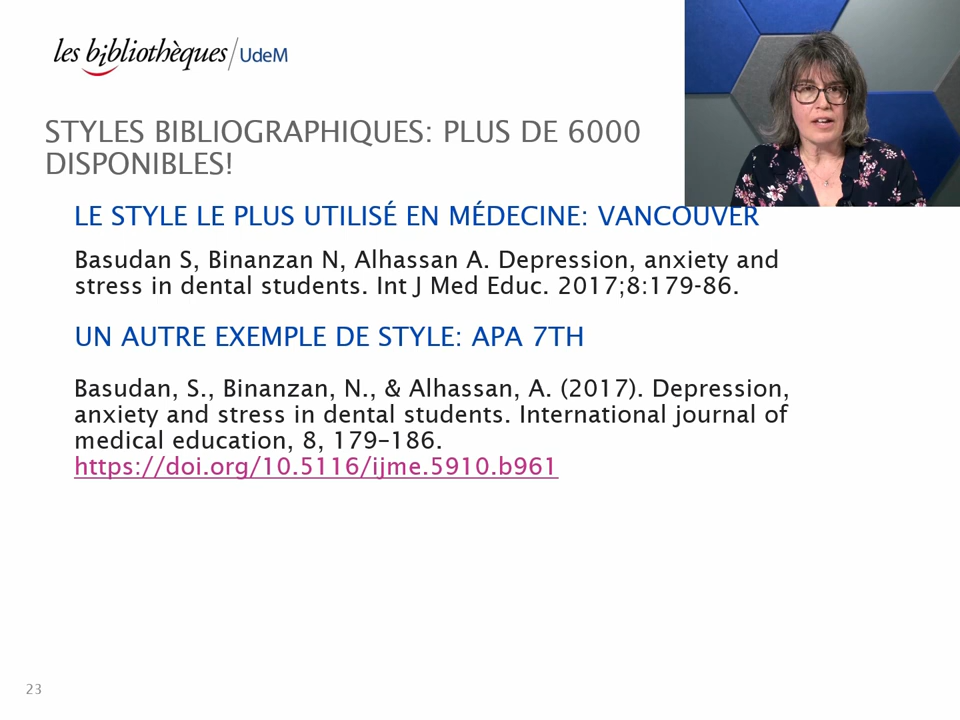 les bibliothèques/UdeM
STYLES BIBLIOGRAPHIQUES: PLUS DE 6000
DISPONIBLES!
LE STYLE LE PLUS UTILISÉ EN MÉDECINE: VANCOUVER
Basudan S, Binanzan N, Alhassan A. Depression, anxiety and
stress in dental students. Int J Med Educ. 2017;8:179-86.
UN AUTRE EXEMPLE DE STYLE: APA 7TH
Basudan, S., Binanzan, N., & Alhassan, A. (2017). Depression,
anxiety and stress in dental students. International journal of
medical education, 8, 179–186.
https://doi.org/10.5116/ijme.5910.b961
23